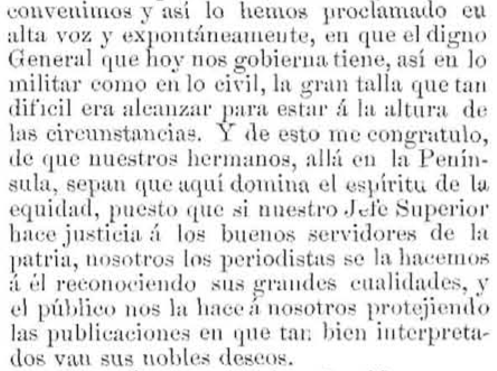 convenimos y así lo hemos proclamado en
alta voz y expontáneamente, en que el digno
General que hoy nos gobierna tiene, así en lo
militar como en lo civil, la gran talla que tan
dificil era alcanzar para estar á la altura de
las circunstancias. Y de esto me congratulo,
de que nuestros hermanos, allá en la Penín-
sula, sepan que aquí domina el espíritu de la
equidad, puesto que si nuestro Jefe Superior
hace justicia á los buenos servidores de la
patria, nosotros los periodistas se la hacemos
á él reconociendo sus grandes cualidades, y
el público nos la hace á nosotros protejiendo
las publicaciones en que tan bien interpreta-
dos van sus nobles deseos.